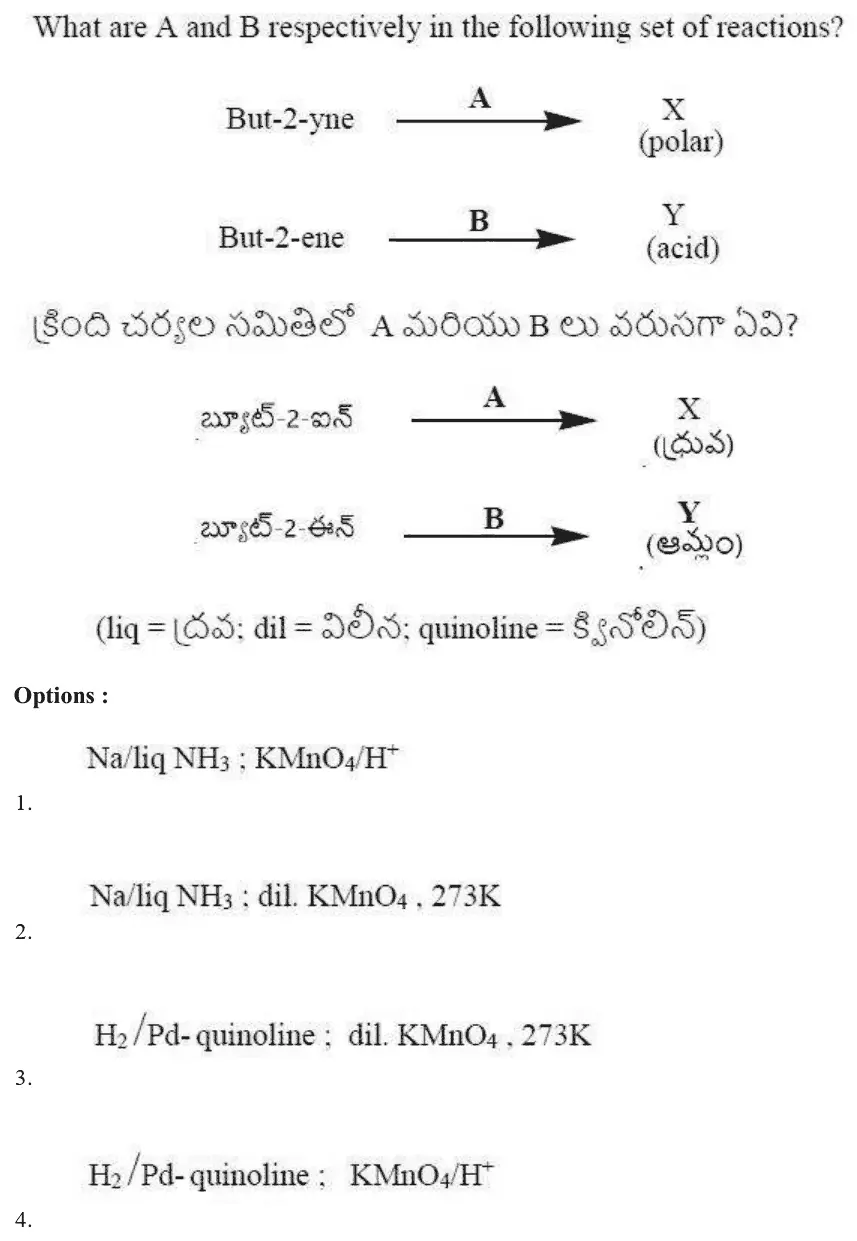 What are A and B respectively in the following set of reactions?
But-2-yne A X
(polar)
But-2-ene B Y
(acid)
క్రింది చర్యల సమితిలో A మరియు B లు వరుసగా ఏవి?
బ్యూట్-2-ఐన్ A X
(ధ్రువ)
బ్యూట్-2-ఈన్ B Y
(ఆమ్లం)
(liq = ద్రవ; dil = విలీన; quinoline = క్వినోలిన్)
Options :
Na/liq NH₃ ; KMnO₄/H⁺
1.
Na/liq NH₃ ; dil. KMnO₄ , 273K
2.
H₂/Pd- quinoline ; dil. KMnO₄ , 273K
3.
H₂/Pd- quinoline ; KMnO₄/H⁺
4.